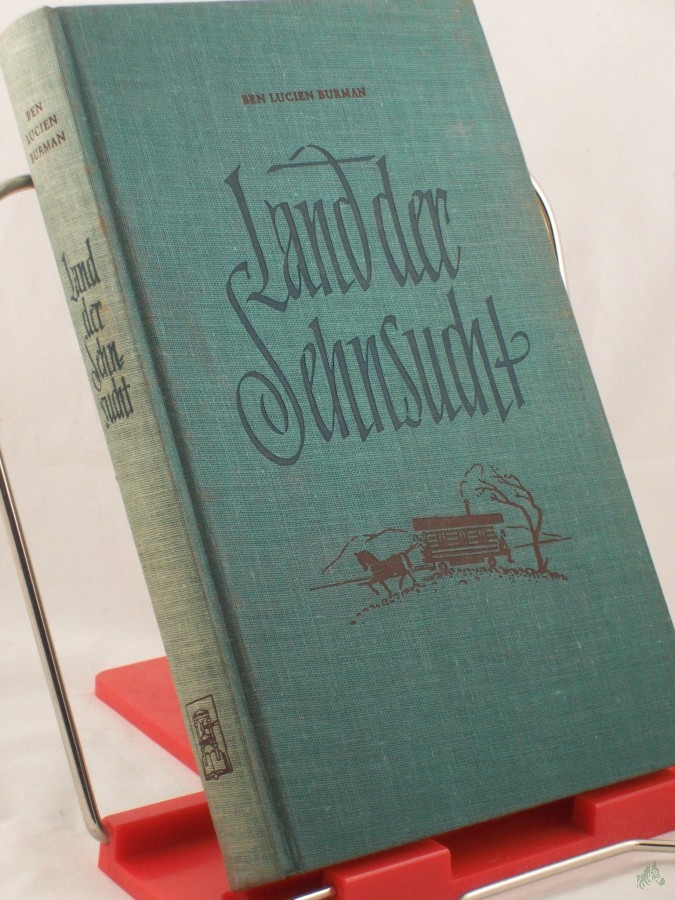 BEN
LUCIEN
BURMAN
Land
der
Sehn-
sucht
BEN LUCIEN BURMAN
Land der
Sehnsucht